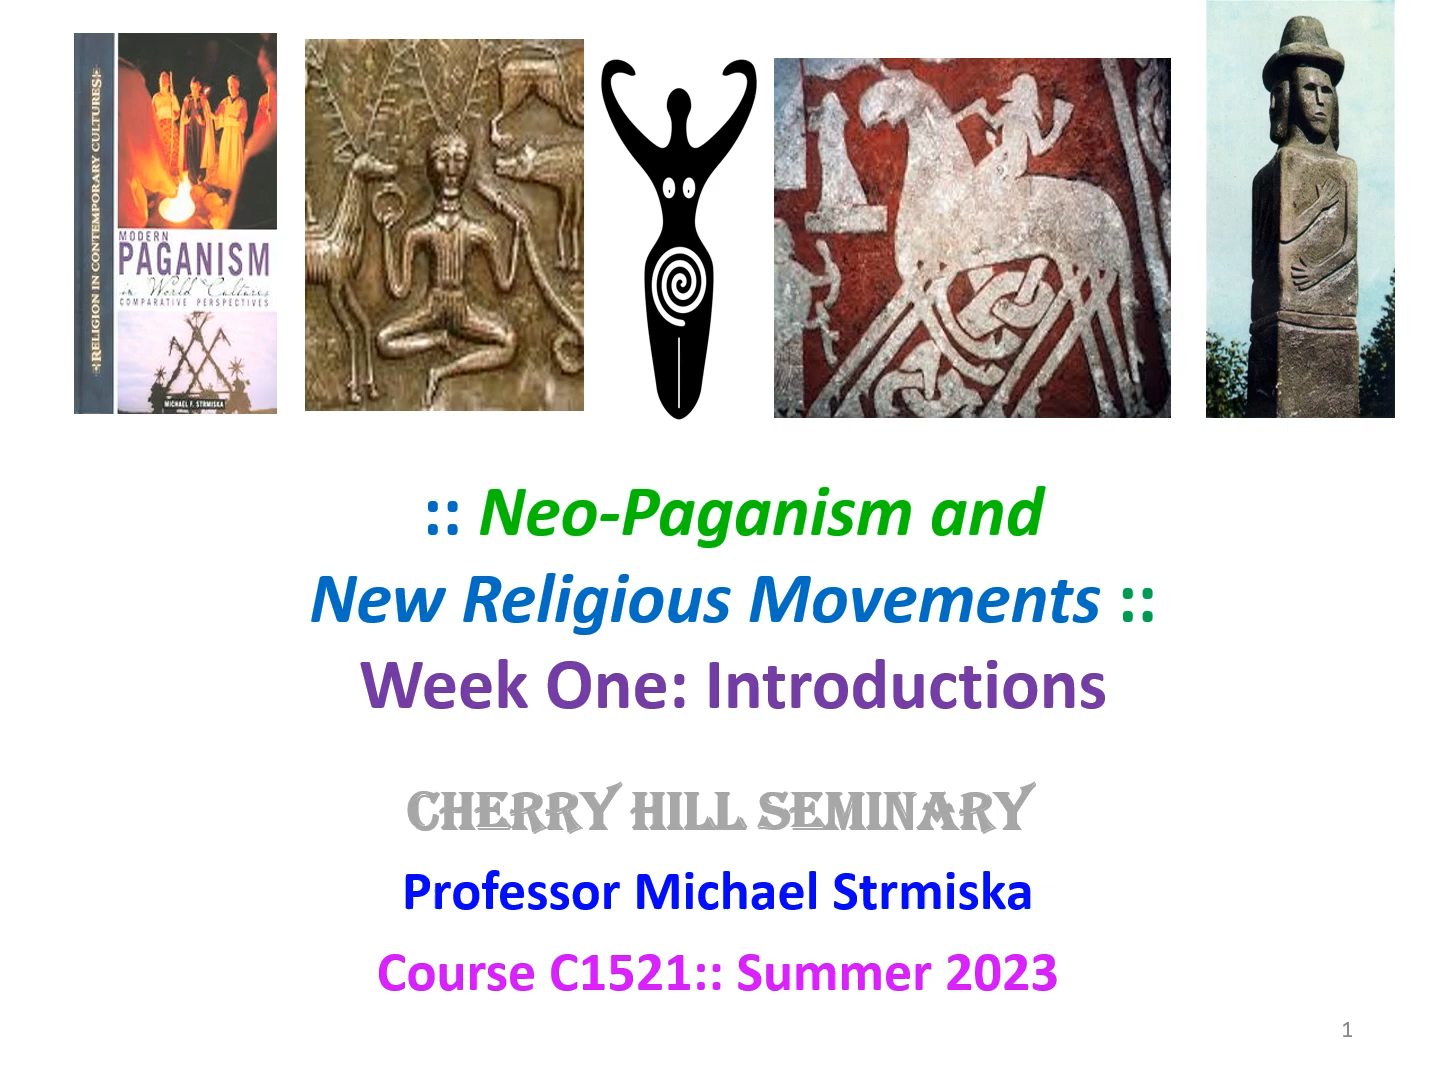 RELIGION IN CONTEMPORARY CULTURES
MODERN
PAGANISM
in World Cultures
COMPARATIVE PERSPECTIVES
MICHAEL F. STRMISKA
:: Neo-Paganism and
New Religious Movements ::
Week One: Introductions
CHERRY HILL SEMINARY
Professor Michael Strmiska
Course C1521:: Summer 2023
1